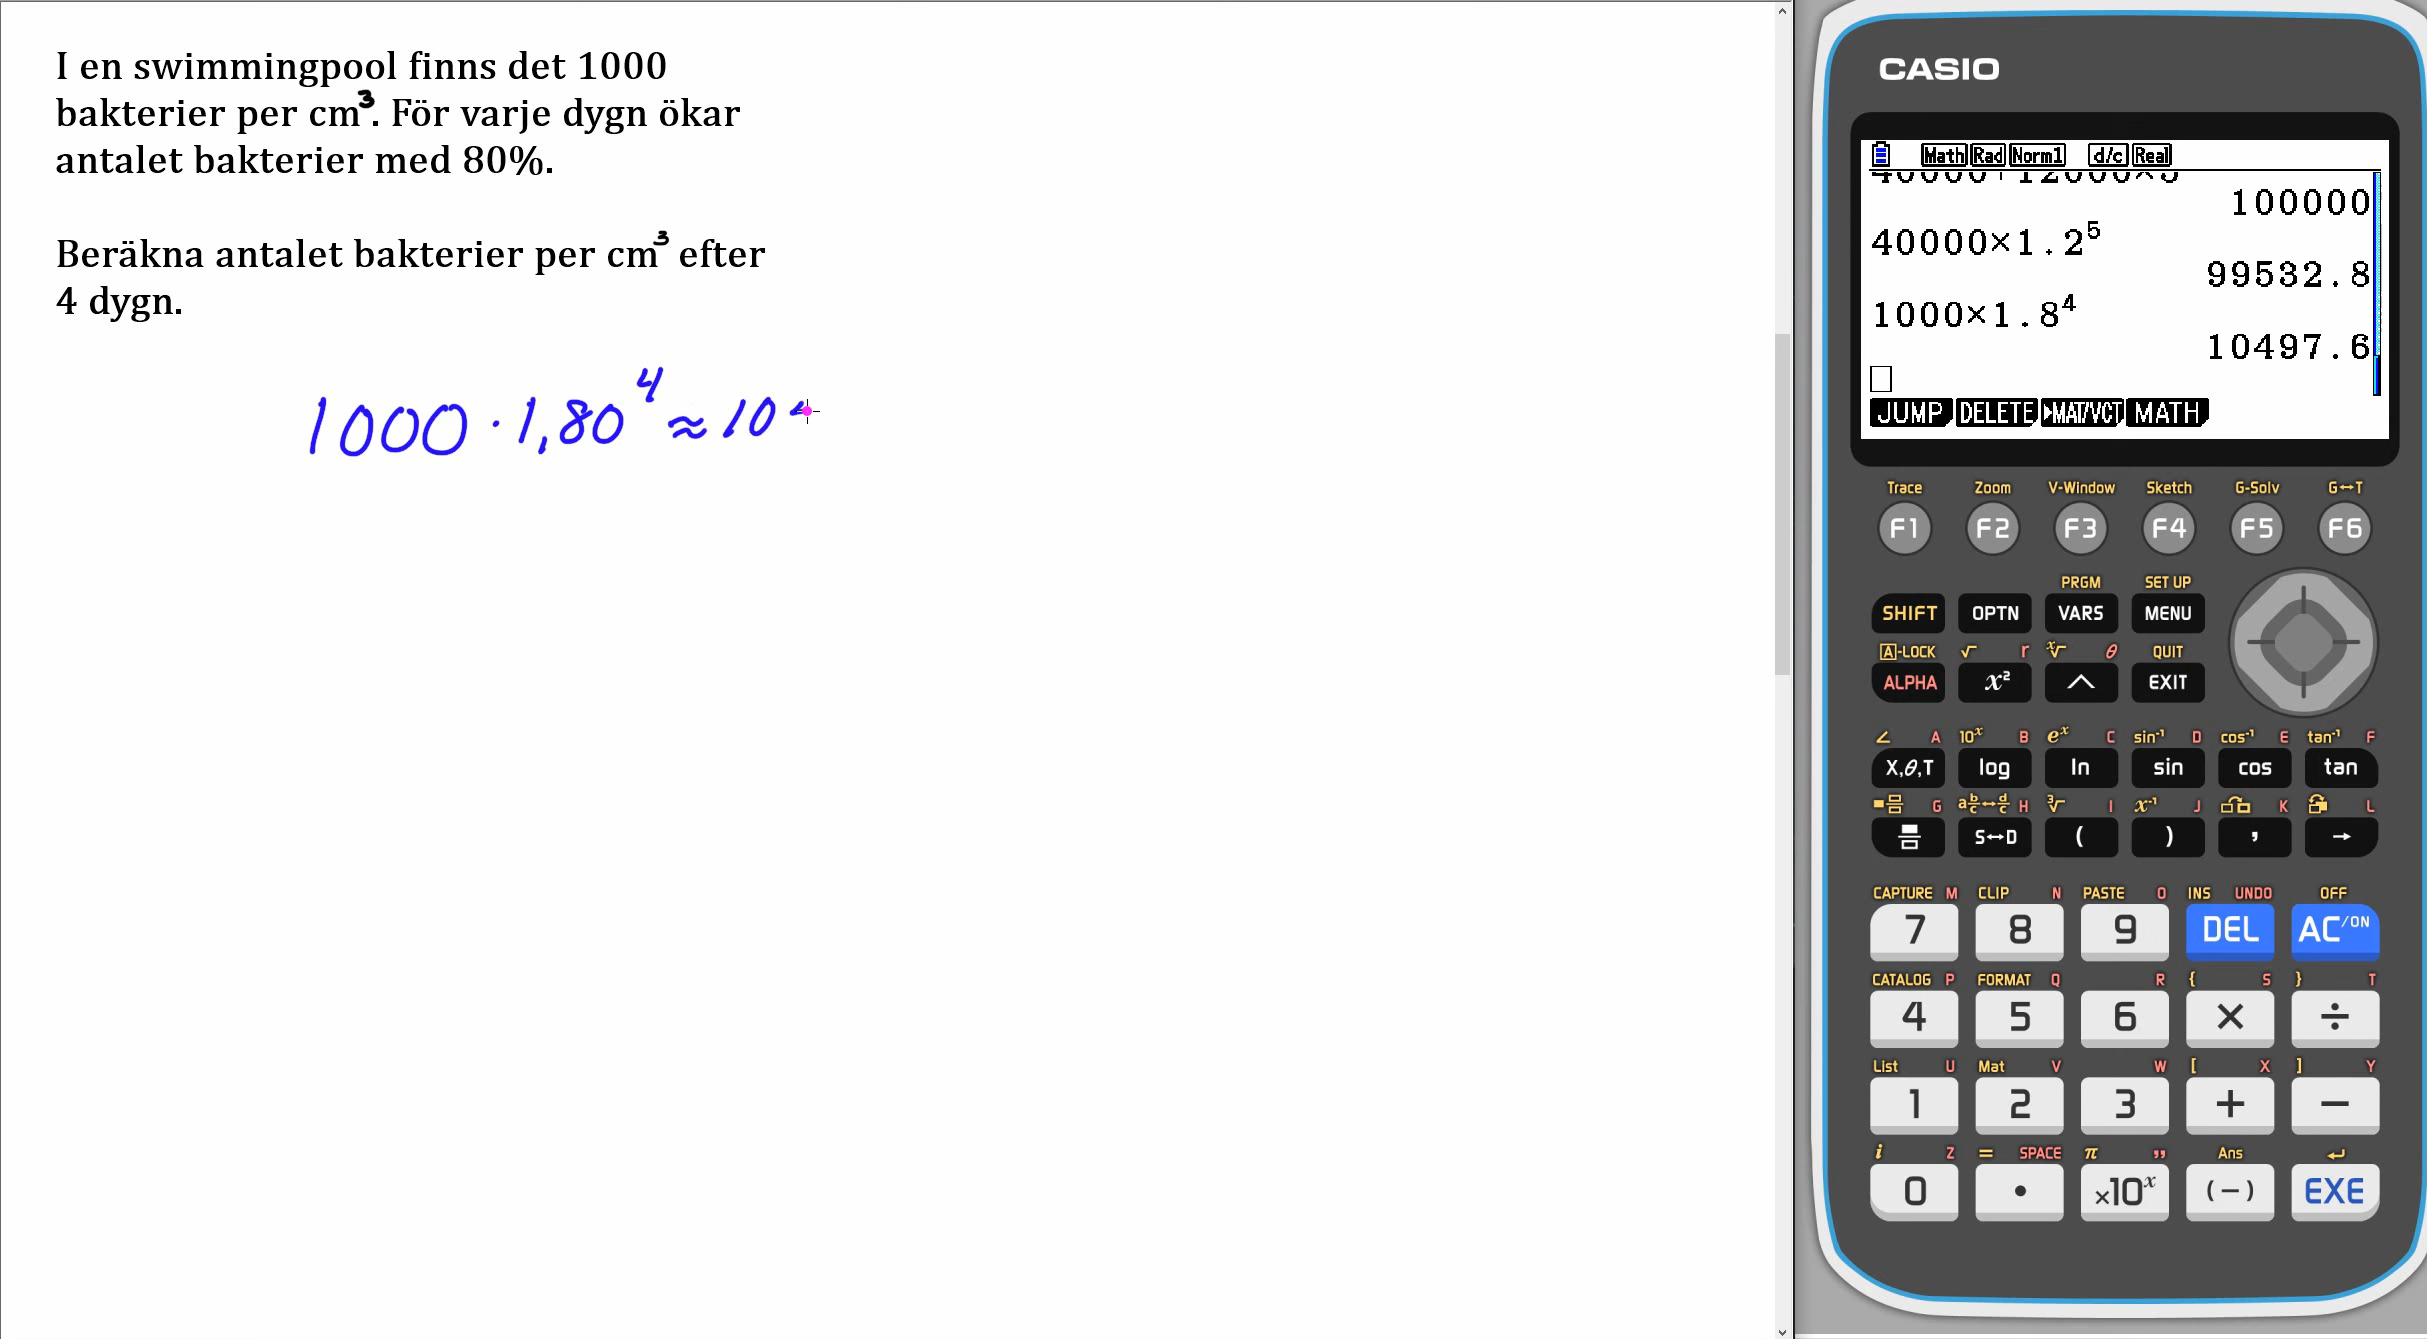 I en swimmingpool finns det 1000
bakterier per cm³. För varje dygn ökar
antalet bakterier med 80%.
Beräkna antalet bakterier per cm³ efter
4 dygn.
1000 · 1,80⁴ ≈ 10
CASIO
Math Rad Norm1 d/c Real
40000+12000×5
100000
40000×1.2⁵
99532.8
1000×1.8⁴
10497.6
JUMP DELETE ▶MAT/VCT MATH
Trace Zoom V-Window Sketch G-Solv G↔T
F1 F2 F3 F4 F5 F6
PRGM SET UP
SHIFT OPTN VARS MENU
A-LOCK √ r ˣ√ θ QUIT
ALPHA x² ^ EXIT
∠ A 10ˣ B eˣ C sin⁻¹ D cos⁻¹ E tan⁻¹ F
X,θ,T log ln sin cos tan
G a b/c↔d/c H ³√ I x⁻¹ J K L
S↔D ( ) , →
CAPTURE M CLIP N PASTE O INS UNDO OFF
7 8 9 DEL AC/ON
CATALOG P FORMAT Q R { S } T
4 5 6 × ÷
List U Mat V W [ X ] Y
1 2 3 + −
i Z = SPACE π ” Ans ↵
0 . ×10ˣ (−) EXE